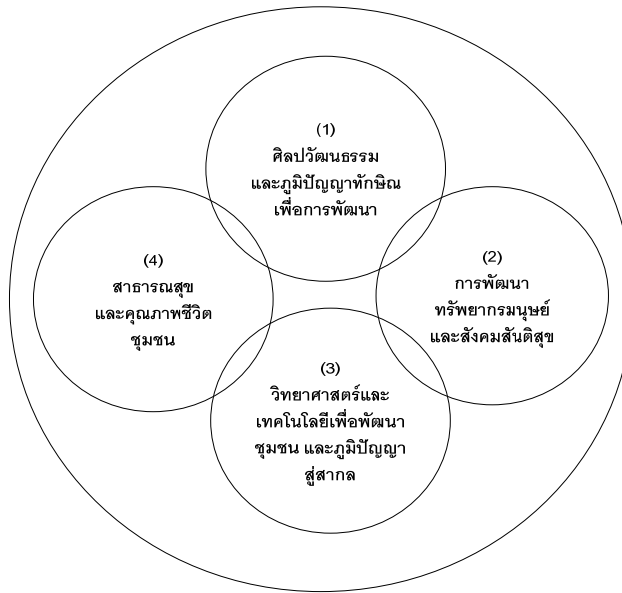 (1)
ศิลปวัฒนธรรม
และภูมิปัญญาทักษิณ
เพื่อการพัฒนา
(2)
การพัฒนา
ทรัพยากรมนุษย์
และสังคมสันติสุข
(3)
วิทยาศาสตร์และ
เทคโนโลยีเพื่อพัฒนา
ชุมชน และภูมิปัญญา
สู่สากล
(4)
สาธารณสุข
และคุณภาพชีวิต
ชุมชน